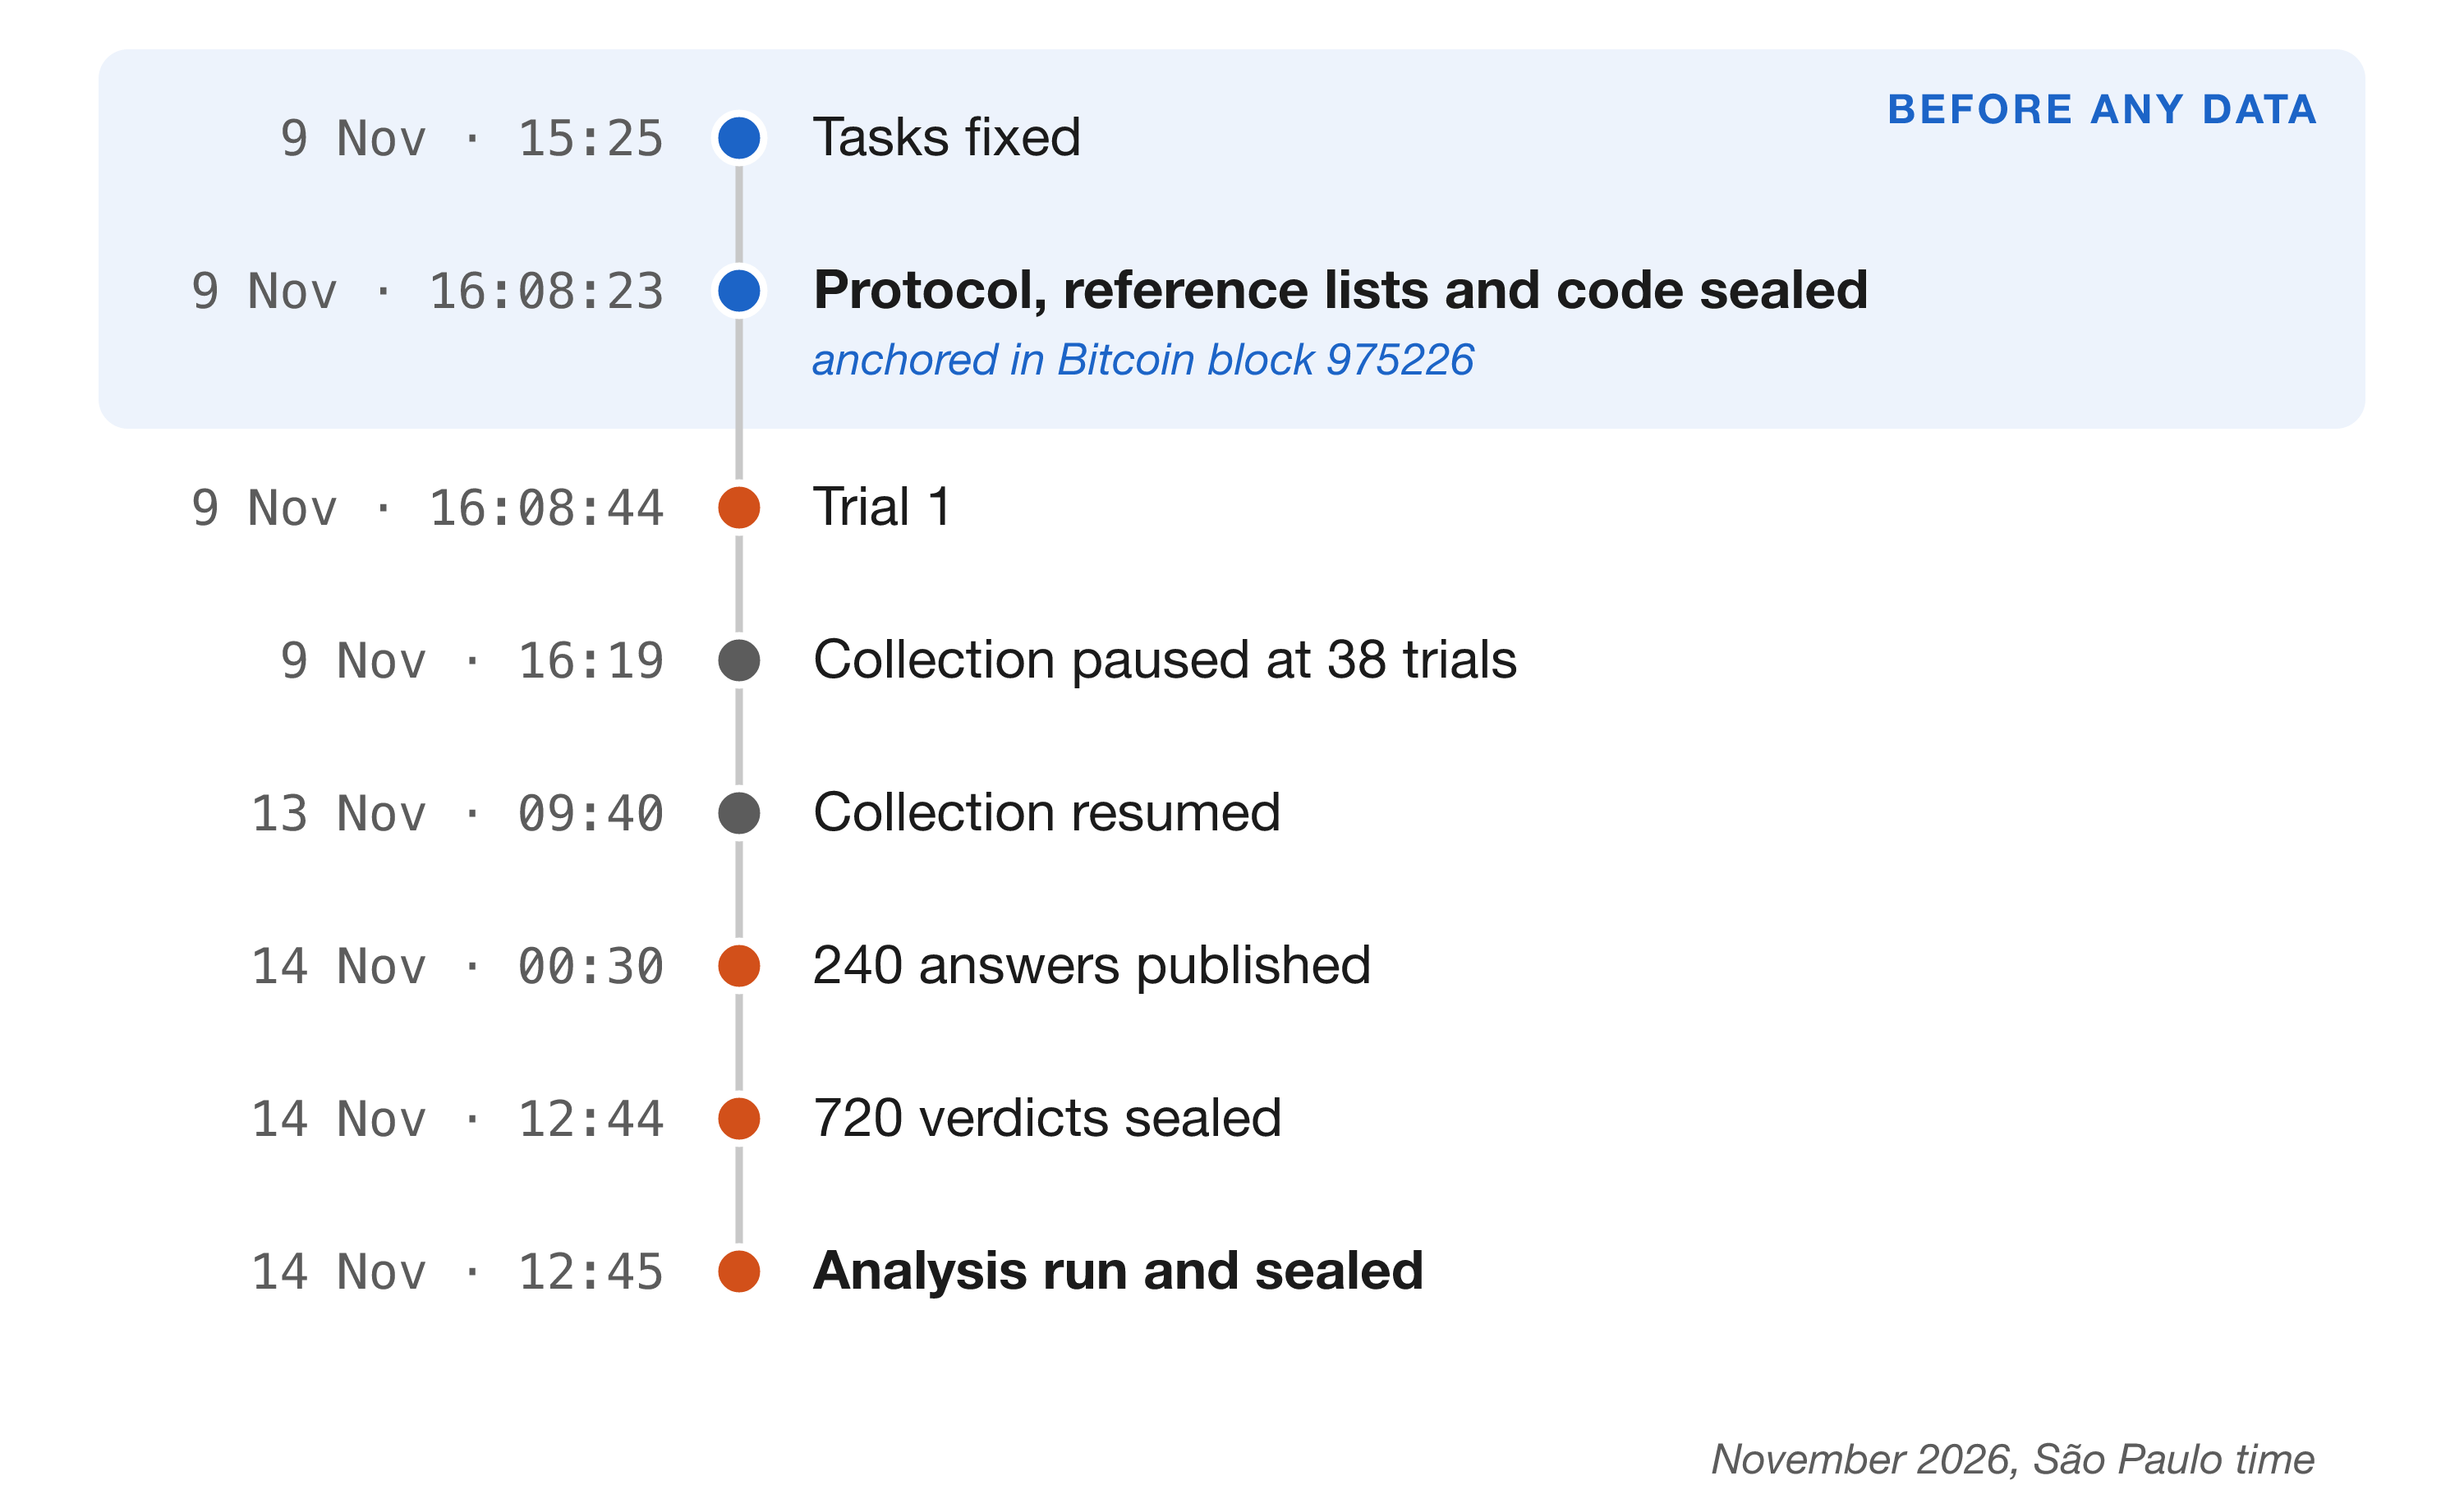 BEFORE ANY DATA
9 Nov · 15:25 Tasks fixed
9 Nov · 16:08:23 Protocol, reference lists and code sealed
anchored in Bitcoin block 975226
9 Nov · 16:08:44 Trial 1
9 Nov · 16:19 Collection paused at 38 trials
13 Nov · 09:40 Collection resumed
14 Nov · 00:30 240 answers published
14 Nov · 12:44 720 verdicts sealed
14 Nov · 12:45 Analysis run and sealed
November 2026, São Paulo time